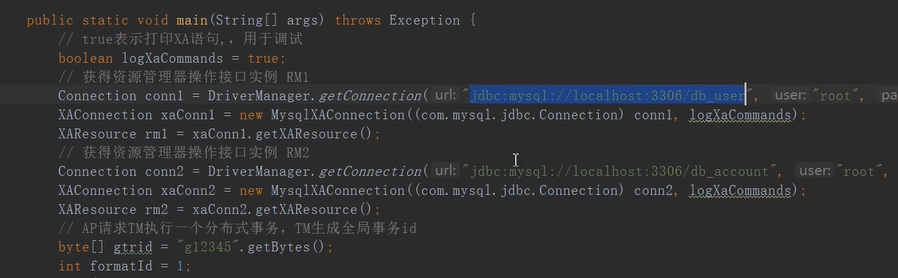 public static void main(String[] args) throws Exception {
// true表示打印XA语句,，用于调试
boolean logXaCommands = true;
// 获得资源管理器操作接口实例 RM1
Connection conn1 = DriverManager.getConnection( url: "jdbc:mysql://localhost:3306/db_user", user: "root", pa
XAConnection xaConn1 = new MysqlXAConnection((com.mysql.jdbc.Connection) conn1, logXaCommands);
XAResource rm1 = xaConn1.getXAResource();
// 获得资源管理器操作接口实例 RM2
Connection conn2 = DriverManager.getConnection( url: "jdbc:mysql://localhost:3306/db_account", user: "root",
XAConnection xaConn2 = new MysqlXAConnection((com.mysql.jdbc.Connection) conn2, logXaCommands);
XAResource rm2 = xaConn2.getXAResource();
// AP请求TM执行一个分布式事务，TM生成全局事务id
byte[] gtrid = "g12345".getBytes();
int formatId = 1;